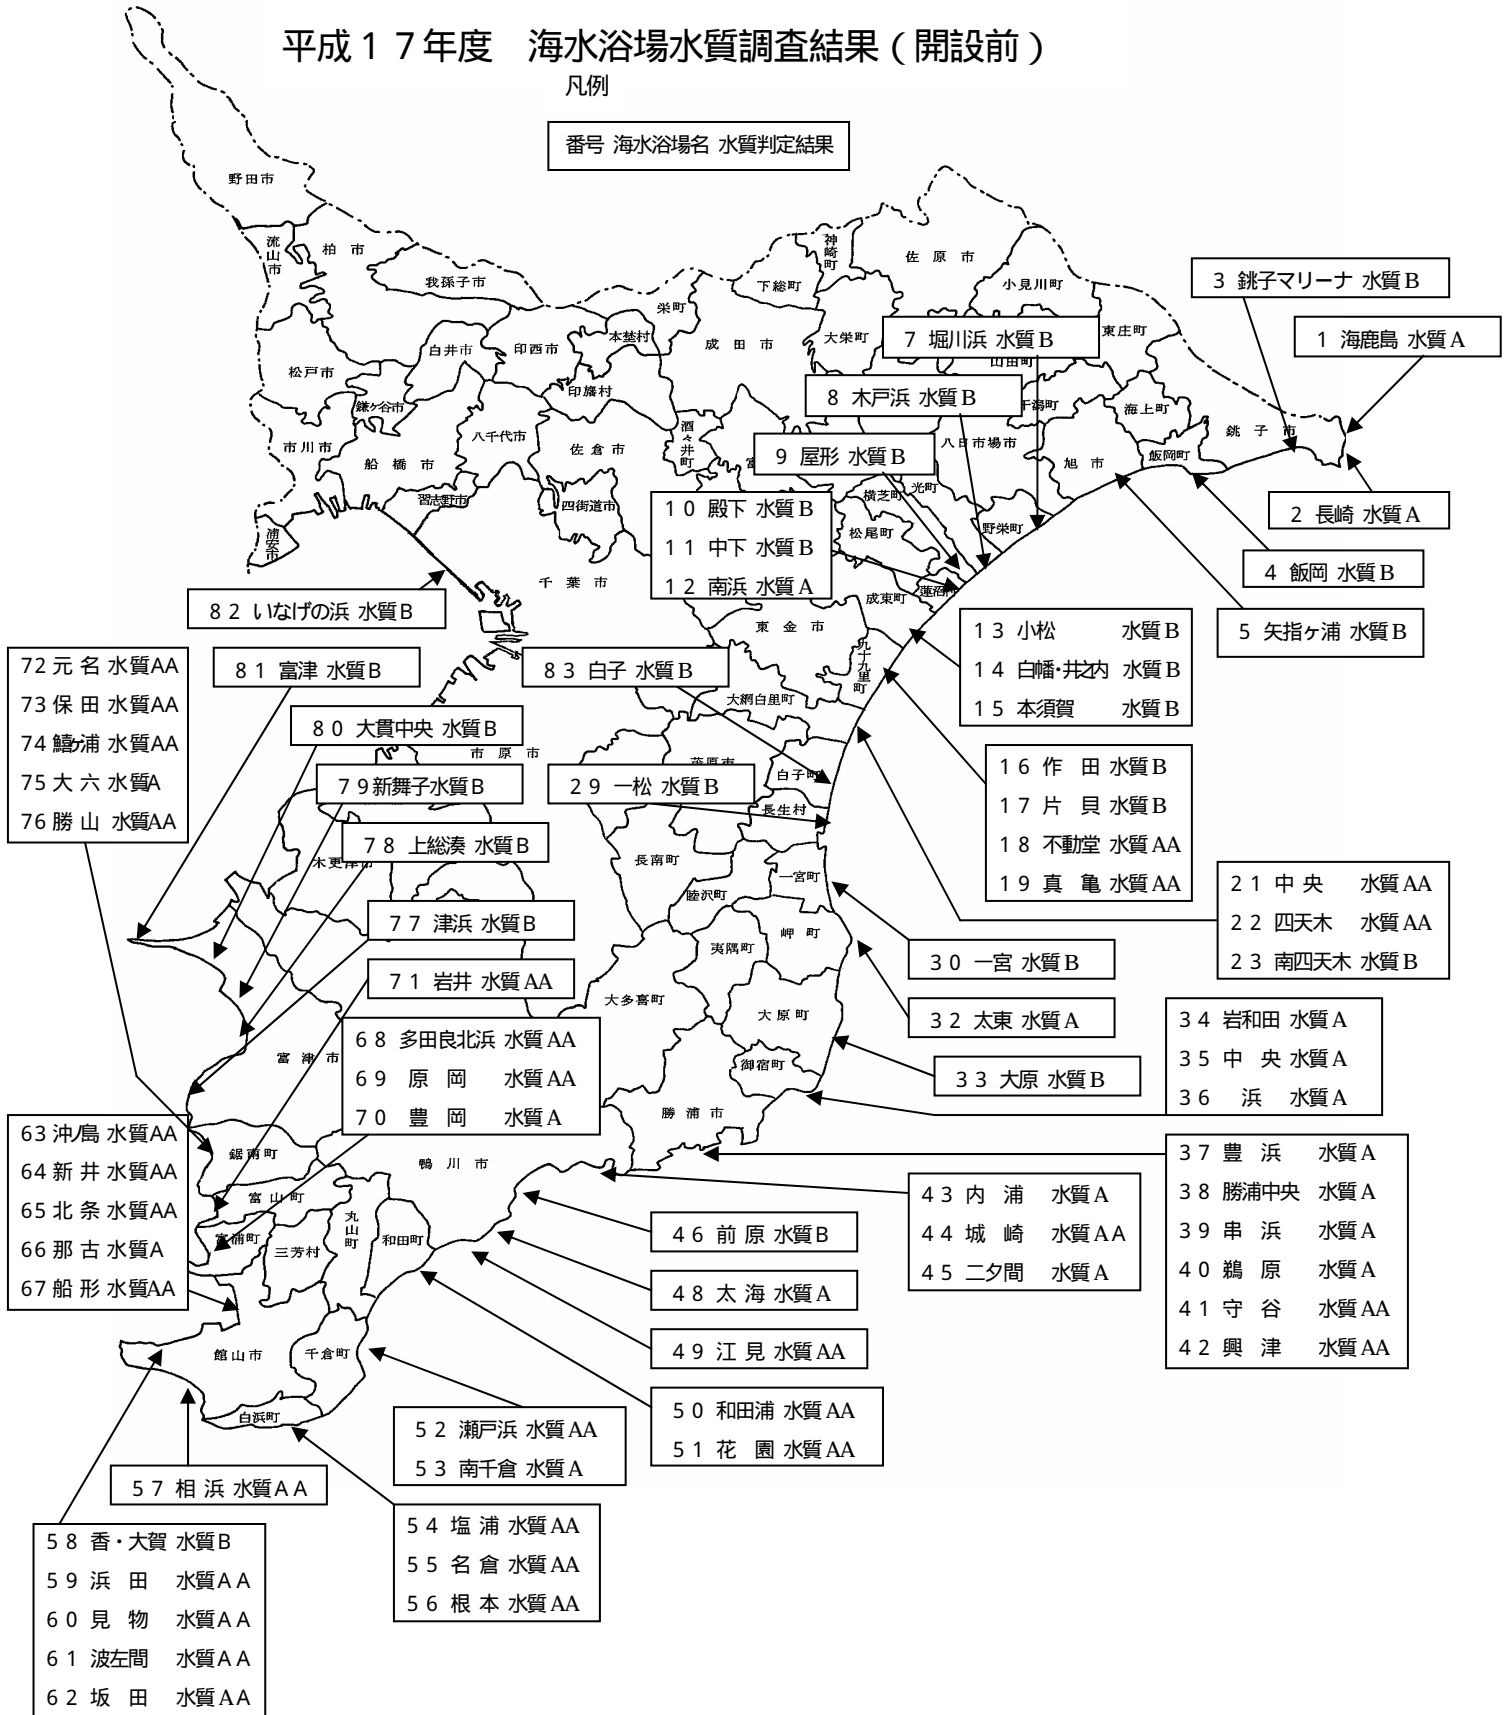 平成１７年度　海水浴場水質調査結果（開設前）
凡例
番号 海水浴場名 水質判定結果
野田市
流山市
柏市
我孫子市
松戸市
鎌ヶ谷市
白井市
印西市
本埜村
栄町
印旛村
成田市
下総町
神崎町
大栄町
佐原市
小見川町
山田町
東庄町
干潟町
海上町
銚子市
飯岡町
旭市
八日市場市
野栄町
光町
横芝町
松尾町
蓮沼
成東町
市川市
船橋市
八千代市
佐倉市
酒々井町
富
習志野市
四街道市
浦安市
千葉市
東金市
九十九里町
大網白里町
市原市
茂原市
白子町
長生村
長南町
一宮町
睦沢町
木更津市
夷隅町
岬町
大多喜町
大原町
御宿町
勝浦市
富津市
鋸南町
鴨川市
富山町
富浦町
三芳村
丸山町
和田町
館山市
千倉町
白浜町
3 銚子マリーナ 水質B
1 海鹿島 水質A
2 長崎 水質A
4 飯岡 水質B
5 矢指ヶ浦 水質B
7 堀川浜 水質B
8 木戸浜 水質B
9 屋形 水質B
10 殿下 水質B
11 中下 水質B
12 南浜 水質A
13 小松 水質B
14 白幡・井之内 水質B
15 本須賀 水質B
16 作田 水質B
17 片貝 水質B
18 不動堂 水質AA
19 真亀 水質AA
21 中央 水質AA
22 四天木 水質AA
23 南四天木 水質B
83 白子 水質B
29 一松 水質B
30 一宮 水質B
32 太東 水質A
33 大原 水質B
34 岩和田 水質A
35 中央 水質A
36 浜 水質A
37 豊浜 水質A
38 勝浦中央 水質A
39 串浜 水質A
40 鵜原 水質A
41 守谷 水質AA
42 興津 水質AA
43 内浦 水質A
44 城崎 水質AA
45 二タ間 水質A
46 前原 水質B
48 太海 水質A
49 江見 水質AA
50 和田浦 水質AA
51 花園 水質AA
52 瀬戸浜 水質AA
53 南千倉 水質A
54 塩浦 水質AA
55 名倉 水質AA
56 根本 水質AA
57 相浜 水質AA
58 香・大賀 水質B
59 浜田 水質AA
60 見物 水質AA
61 波左間 水質AA
62 坂田 水質AA
63 沖ノ島 水質AA
64 新井 水質AA
65 北条 水質AA
66 那古 水質A
67 船形 水質AA
68 多田良北浜 水質AA
69 原岡 水質AA
70 豊岡 水質A
71 岩井 水質AA
72 元名 水質AA
73 保田 水質AA
74 鱚ヶ浦 水質AA
75 大六 水質A
76 勝山 水質AA
77 津浜 水質B
78 上総湊 水質B
79 新舞子 水質B
80 大貫中央 水質B
81 富津 水質B
82 いなげの浜 水質B